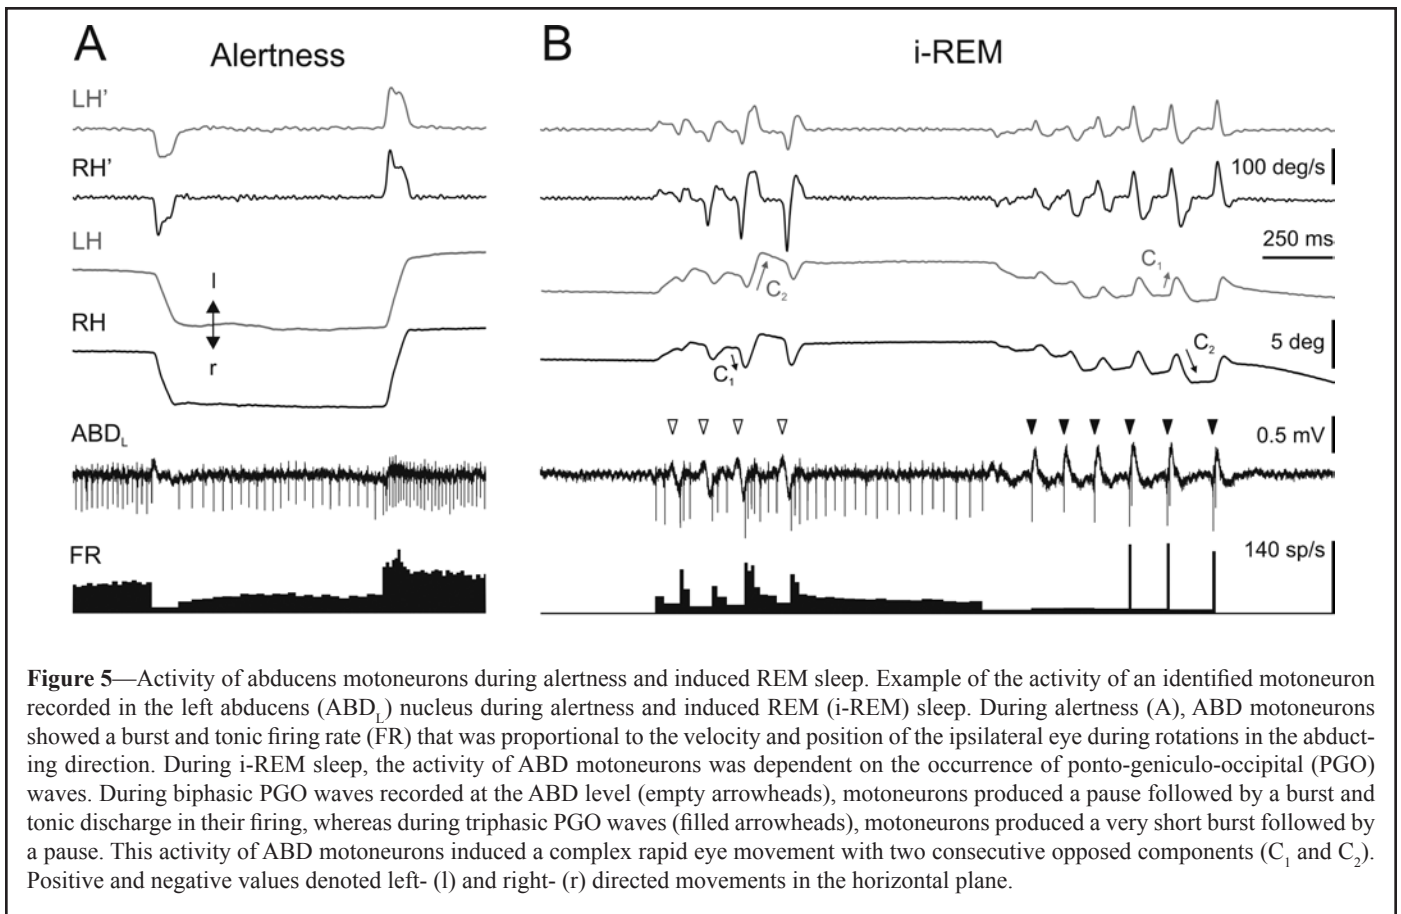 A
Alertness
B
i-REM
LH’
RH’
100 deg/s
LH
250 ms
l
C1
C2
RH
r
C1
C2
5 deg
ABDL
0.5 mV
FR
140 sp/s
Figure 5—Activity of abducens motoneurons during alertness and induced REM sleep. Example of the activity of an identified motoneuron
recorded in the left abducens (ABDL) nucleus during alertness and induced REM (i-REM) sleep. During alertness (A), ABD motoneurons
showed a burst and tonic firing rate (FR) that was proportional to the velocity and position of the ipsilateral eye during rotations in the abduct-
ing direction. During i-REM sleep, the activity of ABD motoneurons was dependent on the occurrence of ponto-geniculo-occipital (PGO)
waves. During biphasic PGO waves recorded at the ABD level (empty arrowheads), motoneurons produced a pause followed by a burst and
tonic discharge in their firing, whereas during triphasic PGO waves (filled arrowheads), motoneurons produced a very short burst followed by
a pause. This activity of ABD motoneurons induced a complex rapid eye movement with two consecutive opposed components (C1 and C2).
Positive and negative values denoted left- (l) and right- (r) directed movements in the horizontal plane.